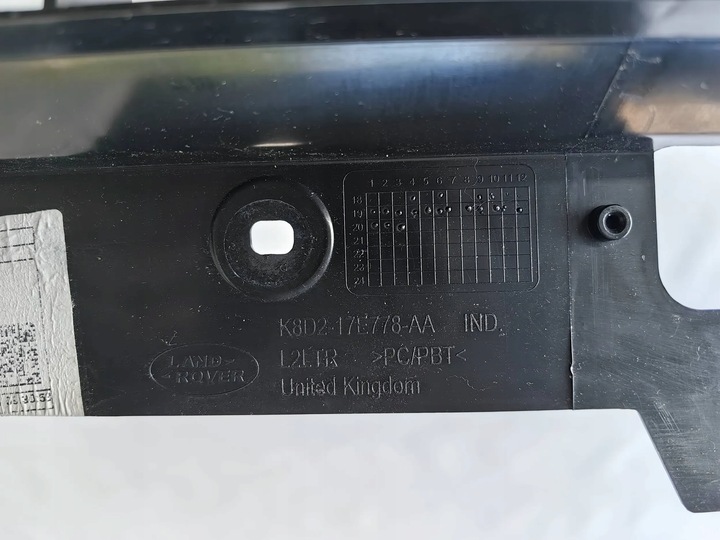 1 2 3 4 5 6 7 8 9 10 11 12
18
19
20
21
22
23
24
K8D2-17E778-AA IND
L2ETR >PC/PBT<
United Kingdom
LAND
ROVER